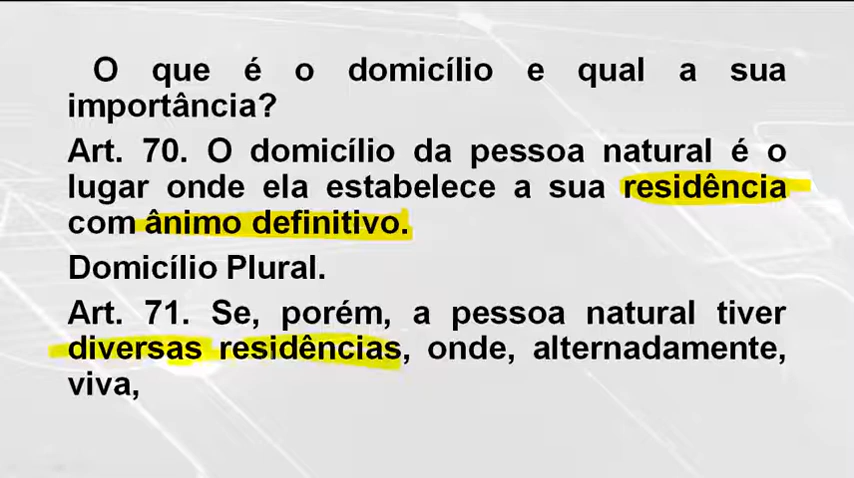 O que é o domicílio e qual a sua
importância?
Art. 70. O domicílio da pessoa natural é o
lugar onde ela estabelece a sua residência
com ânimo definitivo.
Domicílio Plural.
Art. 71. Se, porém, a pessoa natural tiver
diversas residências, onde, alternadamente,
viva,